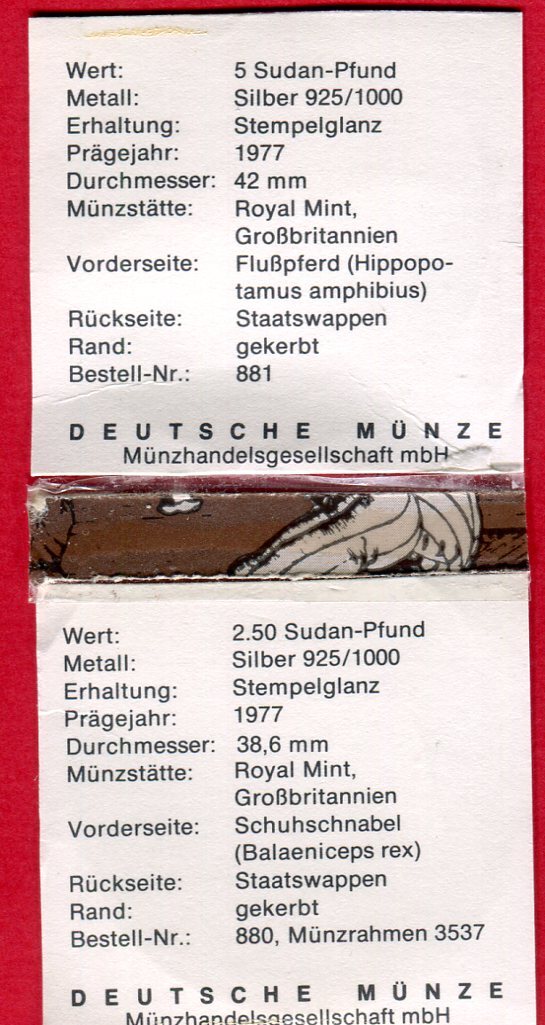 Wert: 5 Sudan-Pfund
Metall: Silber 925/1000
Erhaltung: Stempelglanz
Prägejahr: 1977
Durchmesser: 42 mm
Münzstätte: Royal Mint,
Großbritannien
Vorderseite: Flußpferd (Hippopo-
tamus amphibius)
Rückseite: Staatswappen
Rand: gekerbt
Bestell-Nr.: 881
DEUTSCHE MÜNZE
Münzhandelsgesellschaft mbH
Wert: 2.50 Sudan-Pfund
Metall: Silber 925/1000
Erhaltung: Stempelglanz
Prägejahr: 1977
Durchmesser: 38,6 mm
Münzstätte: Royal Mint,
Großbritannien
Vorderseite: Schuhschnabel
(Balaeniceps rex)
Rückseite: Staatswappen
Rand: gekerbt
Bestell-Nr.: 880, Münzrahmen 3537
DEUTSCHE MÜNZE
Münzhandelsgesellschaft mbH